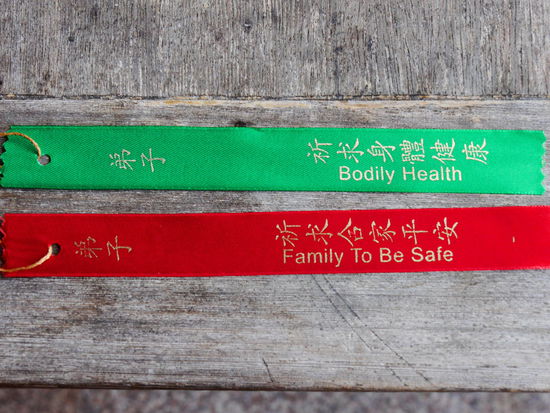 弟子 祈求身體健康
Bodily Health
弟子 祈求舍家平安
Family To Be Safe